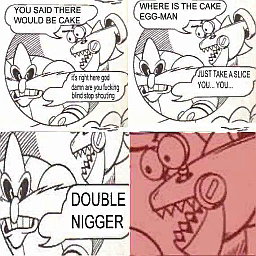 YOU SAID THERE
WOULD BE CAKE
it's right here god
damn are you fucking
blind stop shouting
WHERE IS THE CAKE
EGG-MAN
JUST TAKE A SLICE
YOU... YOU...
DOUBLE
NIGGER